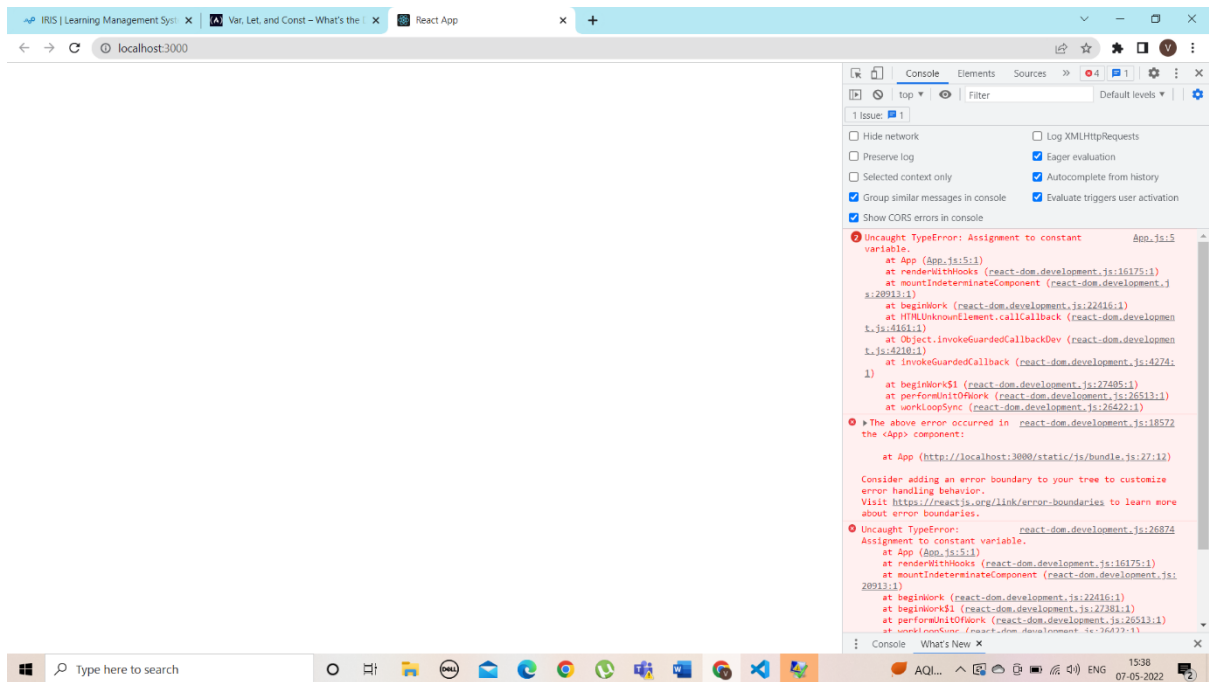 IRIS | Learning Management Syst
Var, Let, and Const – What's the
React App
localhost:3000
V
Console Elements Sources » 4 1
top ▼ Filter Default levels ▼
1 Issue: 1
Hide network
Log XMLHttpRequests
Preserve log
Eager evaluation
Selected context only
Autocomplete from history
Group similar messages in console
Evaluate triggers user activation
Show CORS errors in console
2 Uncaught TypeError: Assignment to constant App.js:5
variable.
at App (App.js:5:1)
at renderWithHooks (react-dom.development.js:16175:1)
at mountIndeterminateComponent (react-dom.development.j
s:20913:1)
at beginWork (react-dom.development.js:22416:1)
at HTMLUnknownElement.callCallback (react-dom.developmen
t.js:4161:1)
at Object.invokeGuardedCallbackDev (react-dom.developmen
t.js:4210:1)
at invokeGuardedCallback (react-dom.development.js:4274:
1)
at beginWork$1 (react-dom.development.js:27405:1)
at performUnitOfWork (react-dom.development.js:26513:1)
at workLoopSync (react-dom.development.js:26422:1)
The above error occurred in react-dom.development.js:18572
the <App> component:
at App (http://localhost:3000/static/js/bundle.js:27:12)
Consider adding an error boundary to your tree to customize
error handling behavior.
Visit https://reactjs.org/link/error-boundaries to learn more
about error boundaries.
Uncaught TypeError: react-dom.development.js:26874
Assignment to constant variable.
at App (App.js:5:1)
at renderWithHooks (react-dom.development.js:16175:1)
at mountIndeterminateComponent (react-dom.development.js:
20913:1)
at beginWork (react-dom.development.js:22416:1)
at beginWork$1 (react-dom.development.js:27381:1)
at performUnitOfWork (react-dom.development.js:26513:1)
at workLoopSync (react-dom.development.js:26422:1)
Console What's New
Type here to search
DELL
AQI... ENG
15:38
07-05-2022
2